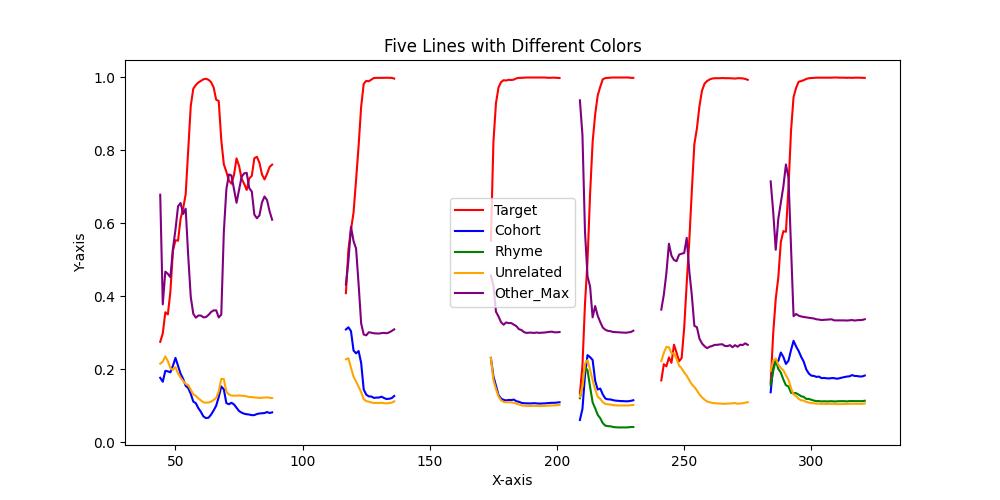 Five Lines with Different Colors
1.0
0.8
0.6
0.4
0.2
0.0
Y-axis
Target
Cohort
Rhyme
Unrelated
Other_Max
50
100
150
200
250
300
X-axis